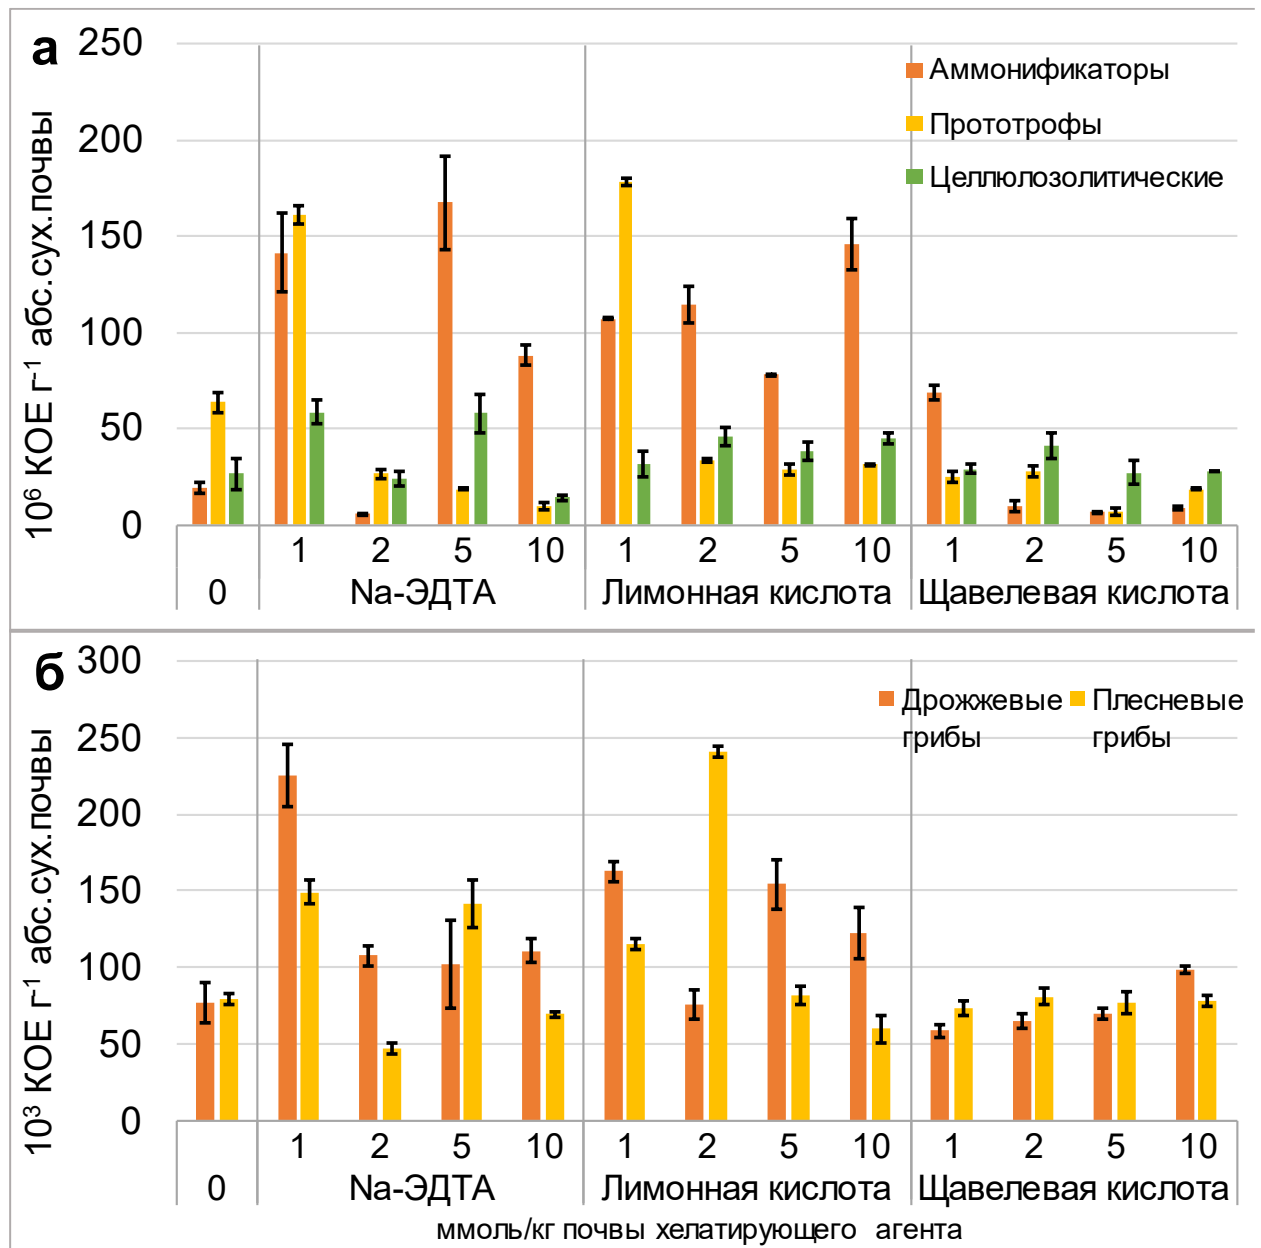 а
250
200
150
100
50
0
10⁶ КОЕ г⁻¹ абс.сух.почвы
Аммонификаторы
Прототрофы
Целлюлозолитические
1 2 5 10 1 2 5 10 1 2 5 10
0 Na-ЭДТА Лимонная кислота Щавелевая кислота
б
300
250
200
150
100
50
0
10³ КОЕ г⁻¹ абс.сух.почвы
Дрожжевые Плесневые
грибы грибы
1 2 5 10 1 2 5 10 1 2 5 10
0 Na-ЭДТА Лимонная кислота Щавелевая кислота
ммоль/кг почвы хелатирующего агента